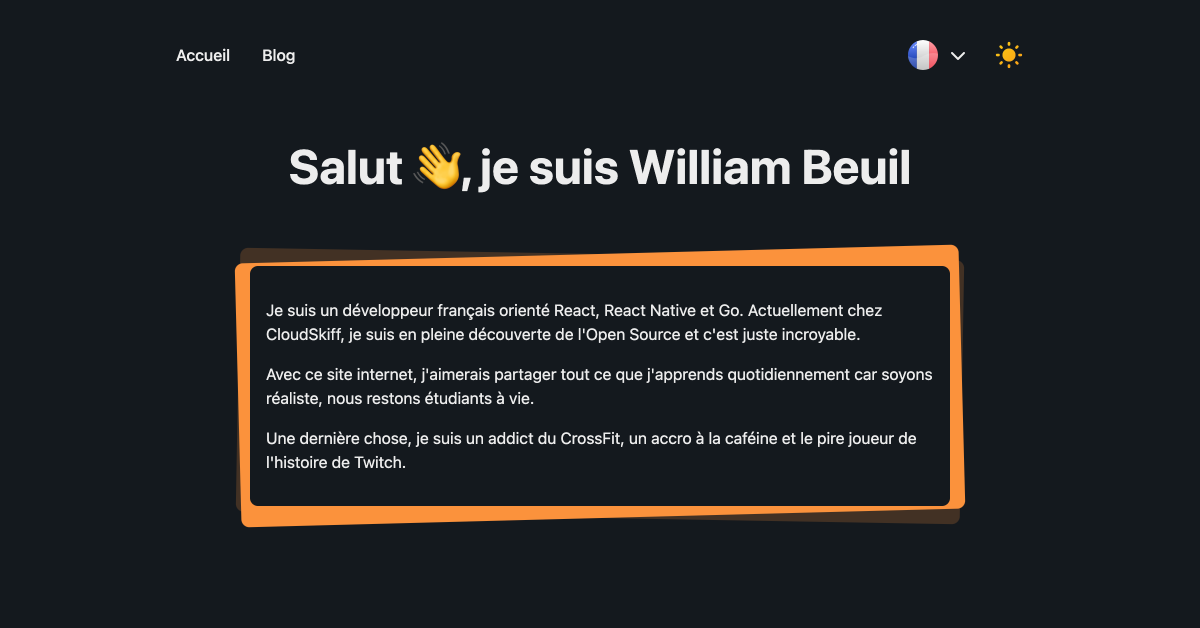 Accueil Blog
Salut 👋, je suis William Beuil
Je suis un développeur français orienté React, React Native et Go. Actuellement chez
CloudSkiff, je suis en pleine découverte de l'Open Source et c'est juste incroyable.
Avec ce site internet, j'aimerais partager tout ce que j'apprends quotidiennement car soyons
réaliste, nous restons étudiants à vie.
Une dernière chose, je suis un addict du CrossFit, un accro à la caféine et le pire joueur de
l'histoire de Twitch.